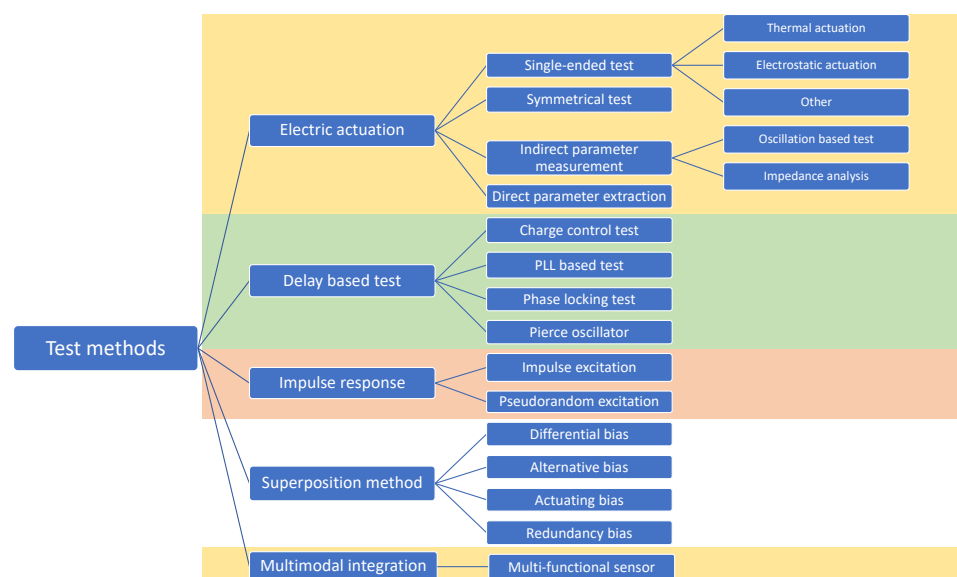 Test methods
Electric actuation
Single-ended test
Thermal actuation
Electrostatic actuation
Other
Symmetrical test
Indirect parameter
measurement
Oscillation based test
Impedance analysis
Direct parameter extraction
Delay based test
Charge control test
PLL based test
Phase locking test
Pierce oscillator
Impulse response
Impulse excitation
Pseudorandom excitation
Superposition method
Differential bias
Alternative bias
Actuating bias
Redundancy bias
Multimodal integration
Multi-functional sensor